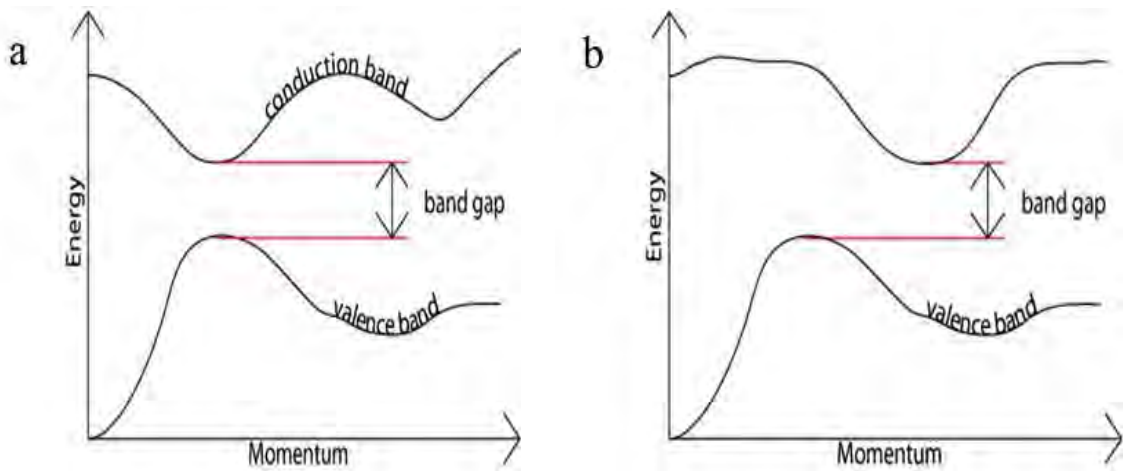 a
conduction band
band gap
Energy
valence band
Momentum
b
band gap
Energy
valence band
Momentum